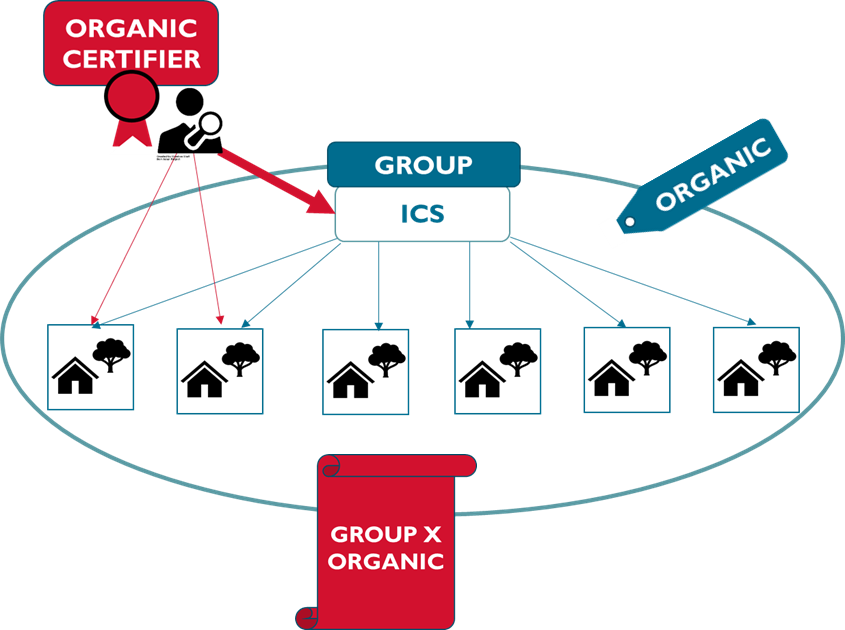 ORGANIC
CERTIFIER
GROUP
ICS
ORGANIC
GROUP X
ORGANIC